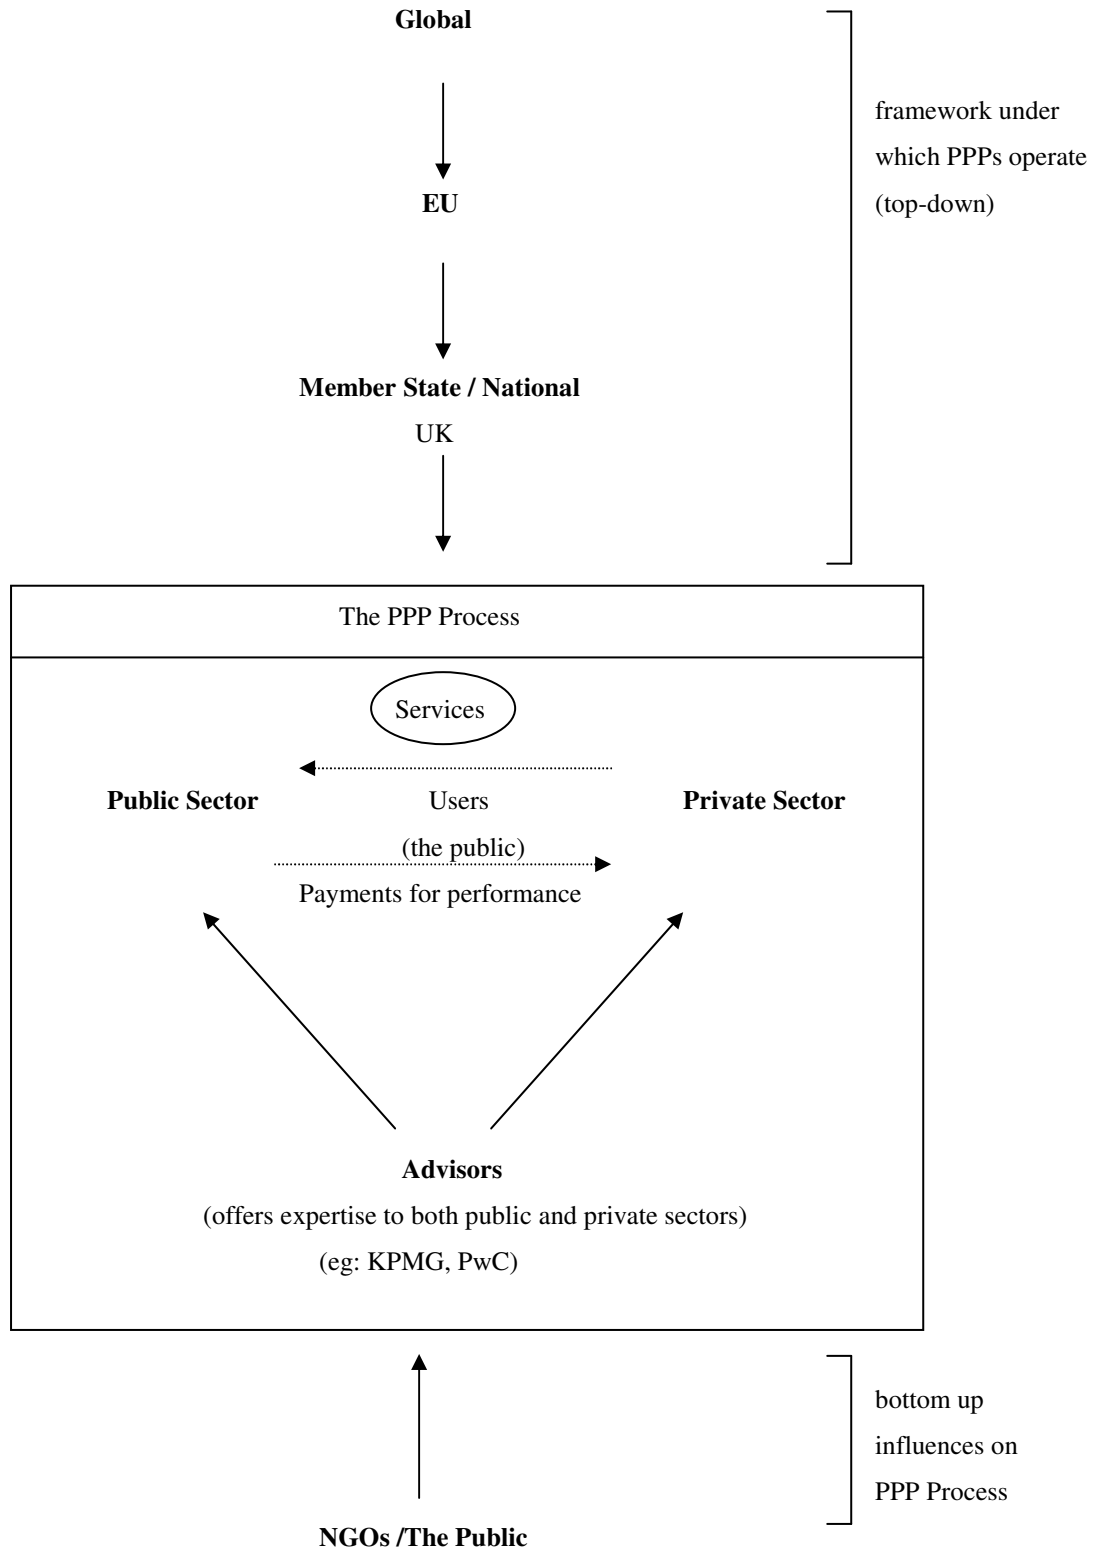 Global
framework under
which PPPs operate
(top-down)
EU
Member State / National
UK
The PPP Process
Services
Public Sector
Users
Private Sector
(the public)
Payments for performance
Advisors
(offers expertise to both public and private sectors)
(eg: KPMG, PwC)
bottom up
influences on
PPP Process
NGOs /The Public